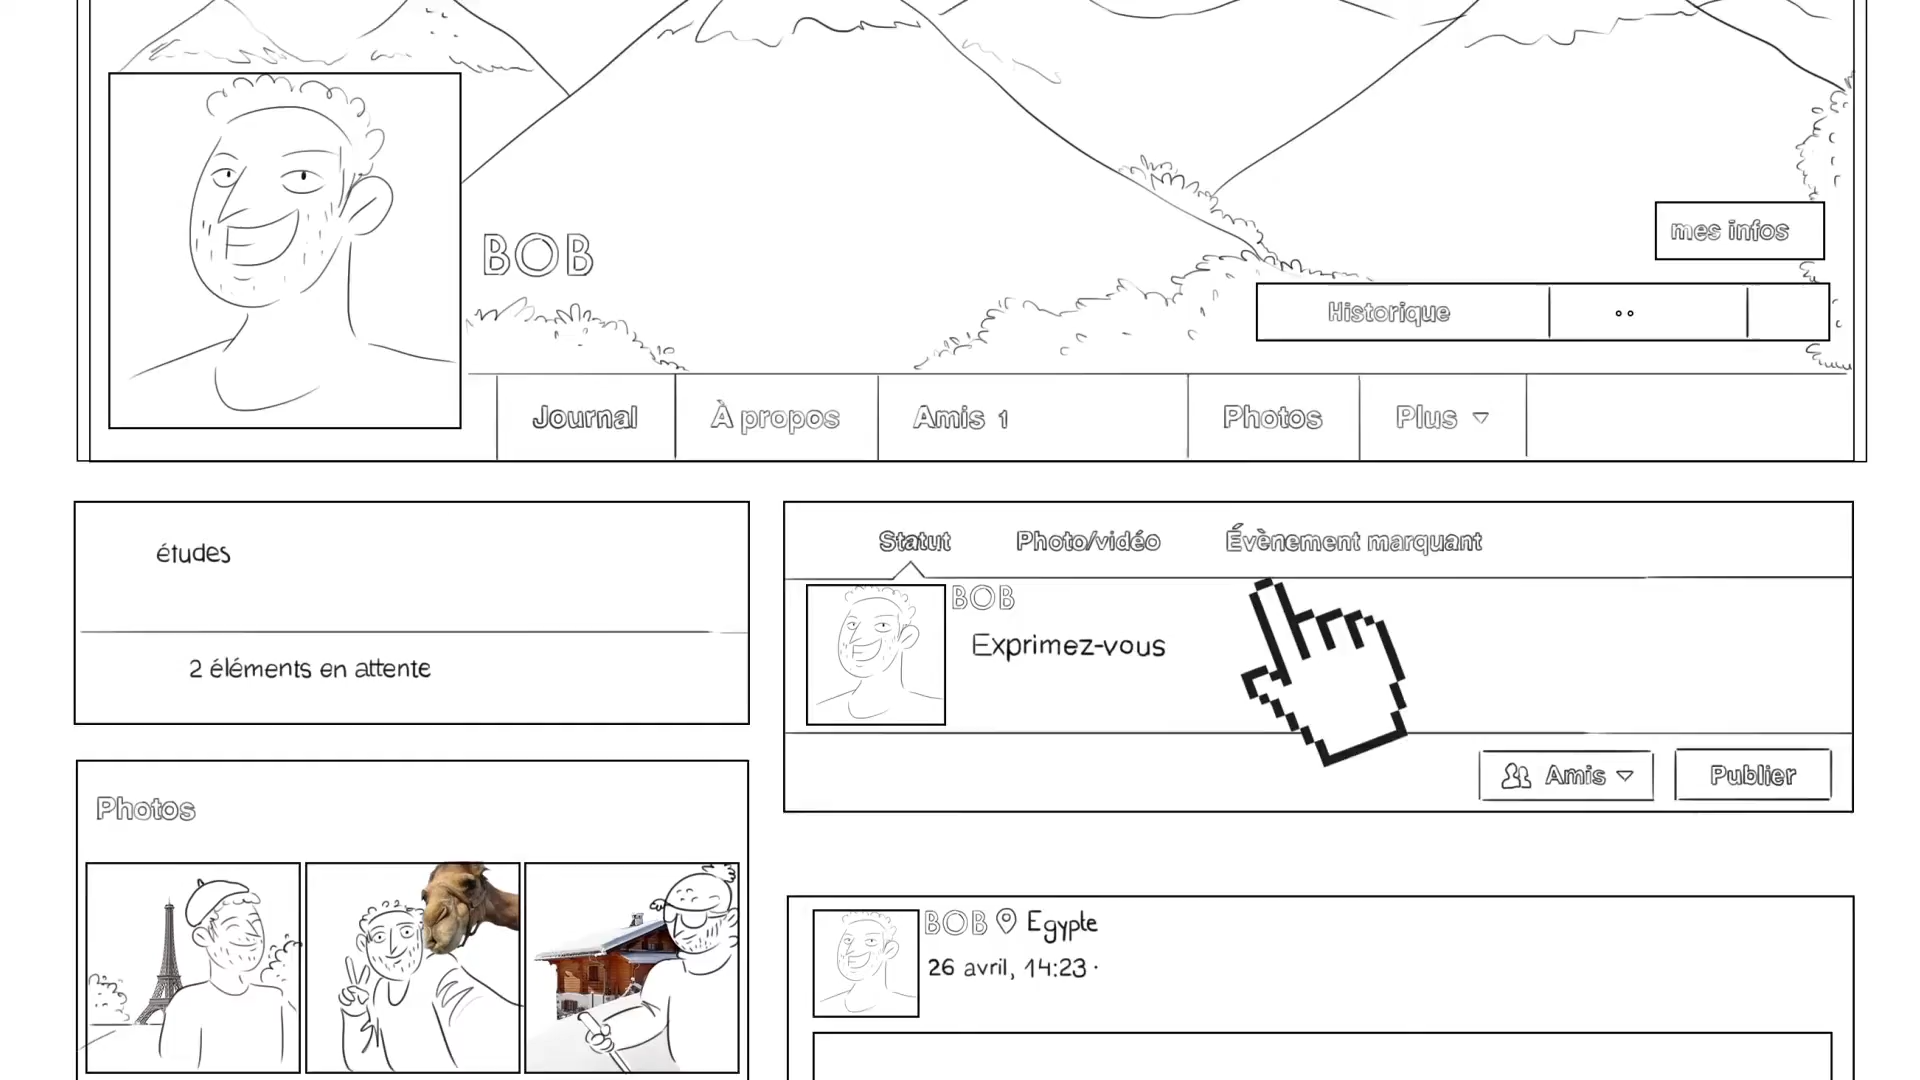 BOB
mes infos
Historique
Journal
À propos
Amis 1
Photos
Plus
études
2 éléments en attente
Photos
Statut
Photo/vidéo
Évènement marquant
BOB
Exprimez-vous
Amis
Publier
BOB Egypte
26 avril, 14:23 ·